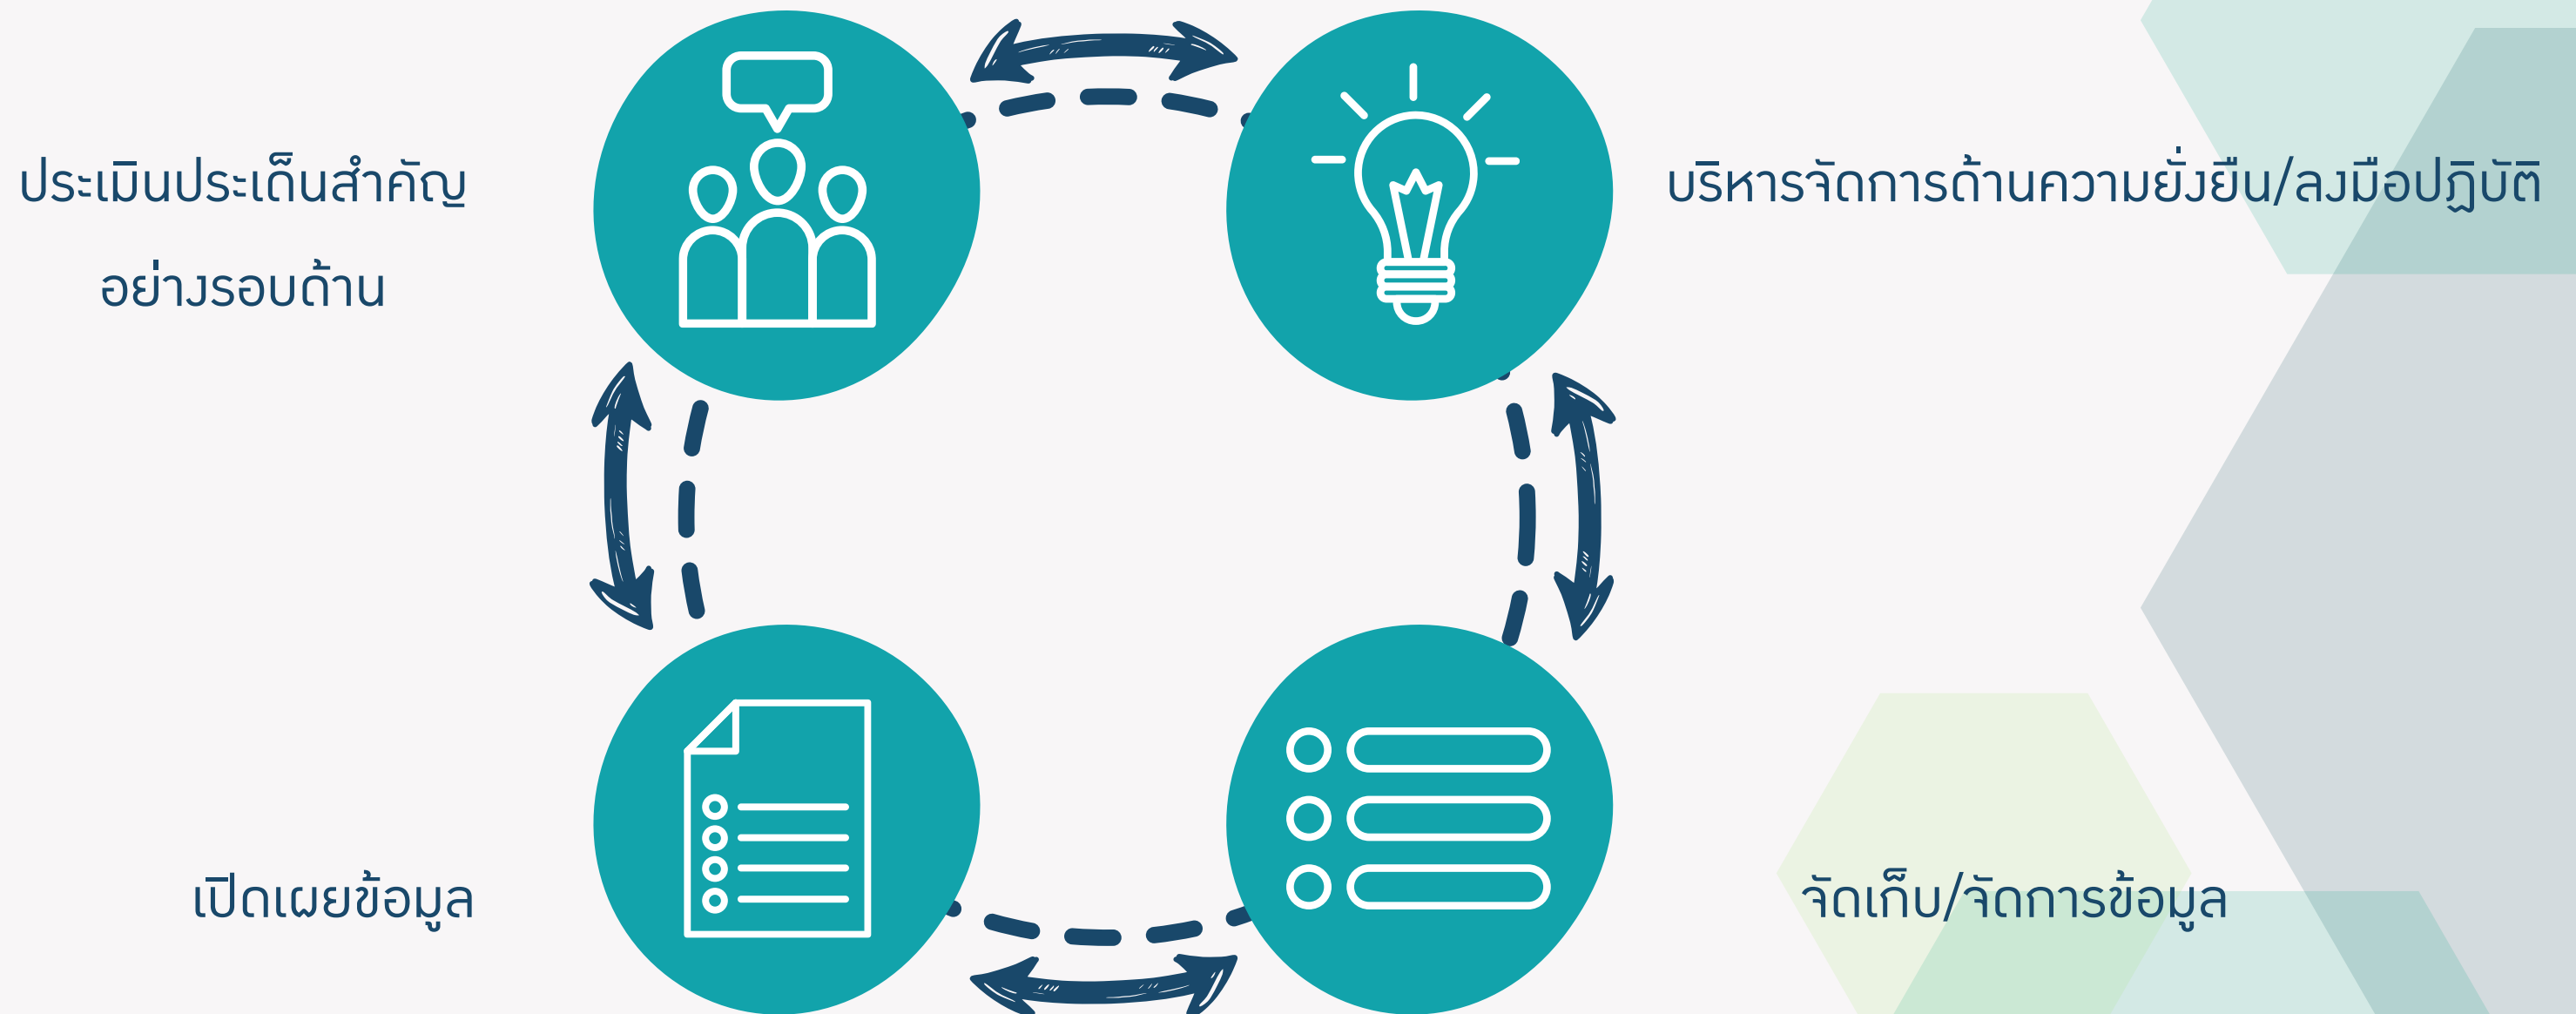 ประเมินประเด็นสำคัญ
อย่างรอบด้าน
บริหารจัดการด้านความยั่งยืน/ลงมือปฏิบัติ
เปิดเผยข้อมูล
จัดเก็บ/จัดการข้อมูล